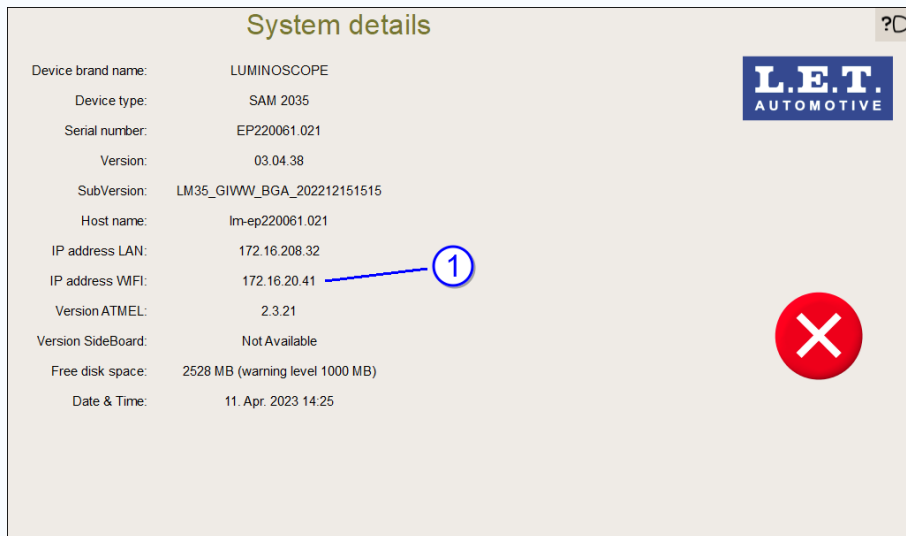 System details
?
Device brand name: LUMINOSCOPE
Device type: SAM 2035
Serial number: EP220061.021
Version: 03.04.38
SubVersion: LM35_GIWW_BGA_202212151515
Host name: lm-ep220061.021
IP address LAN: 172.16.208.32
IP address WIFI: 172.16.20.41
1
Version ATMEL: 2.3.21
Version SideBoard: Not Available
Free disk space: 2528 MB (warning level 1000 MB)
Date & Time: 11. Apr. 2023 14:25
L.E.T.
AUTOMOTIVE